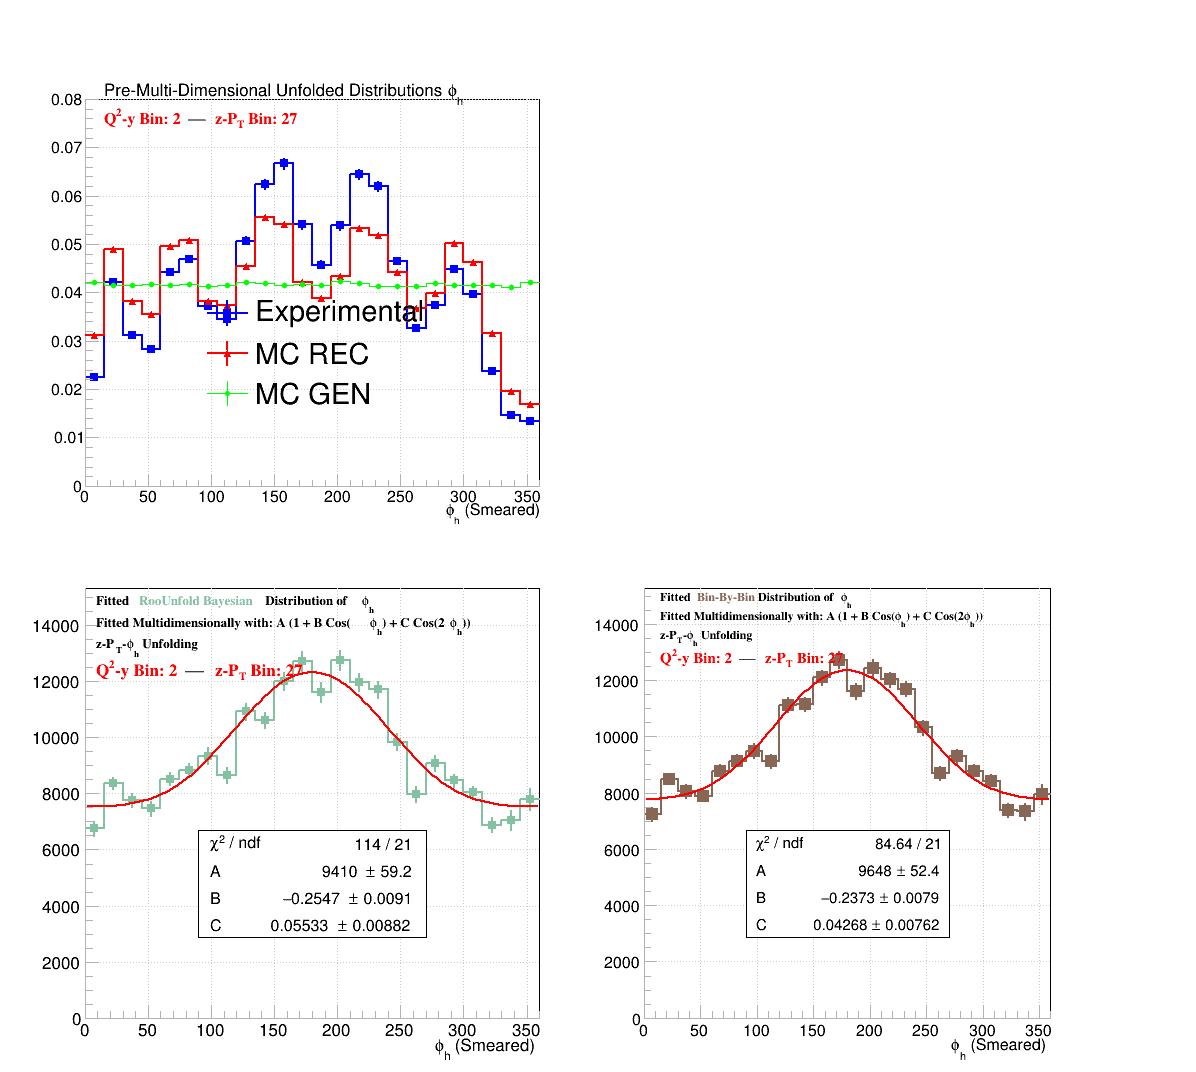 Pre-Multi-Dimensional Unfolded Distributions ϕh
Q²-y Bin: 2 — z-PT Bin: 27
0.08
0.07
0.06
0.05
0.04
0.03
0.02
0.01
0
Experimental
MC REC
MC GEN
0 50 100 150 200 250 300 350
ϕh (Smeared)
Fitted RooUnfold Bayesian Distribution of ϕh
Fitted Multidimensionally with: A (1 + B Cos( ϕh) + C Cos(2 ϕh))
z-PT-ϕh Unfolding
Q²-y Bin: 2 — z-PT Bin: 27
14000
12000
10000
8000
6000
4000
2000
0
χ² / ndf 114 / 21
A 9410 ± 59.2
B −0.2547 ± 0.0091
C 0.05533 ± 0.00882
0 50 100 150 200 250 300 350
ϕh (Smeared)
Fitted Bin-By-Bin Distribution of ϕh
Fitted Multidimensionally with: A (1 + B Cos(ϕh) + C Cos(2ϕh))
z-PT-ϕh Unfolding
Q²-y Bin: 2 — z-PT Bin: 27
14000
12000
10000
8000
6000
4000
2000
0
χ² / ndf 84.64 / 21
A 9648 ± 52.4
B −0.2373 ± 0.0079
C 0.04268 ± 0.00762
0 50 100 150 200 250 300 350
ϕh (Smeared)